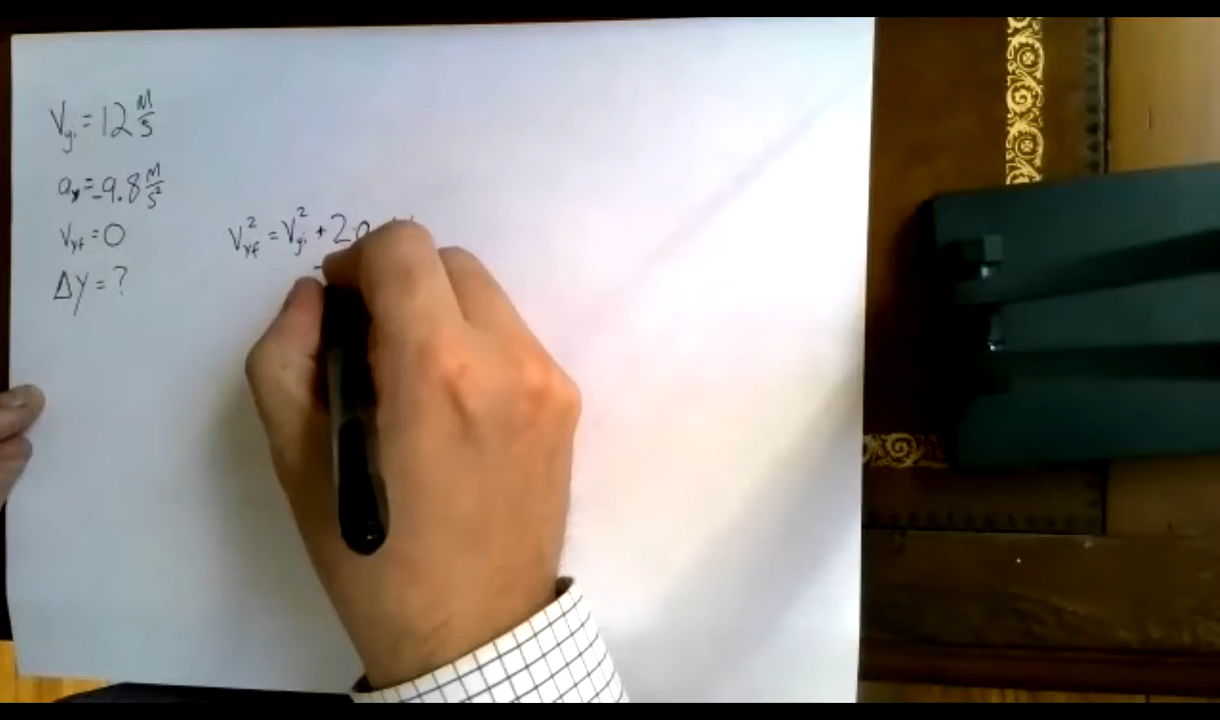 Vyi = 12 M/S
ay = -9.8 M/S²
Vyf = 0
Δy = ?
Vyf² = Vyi² + 2a